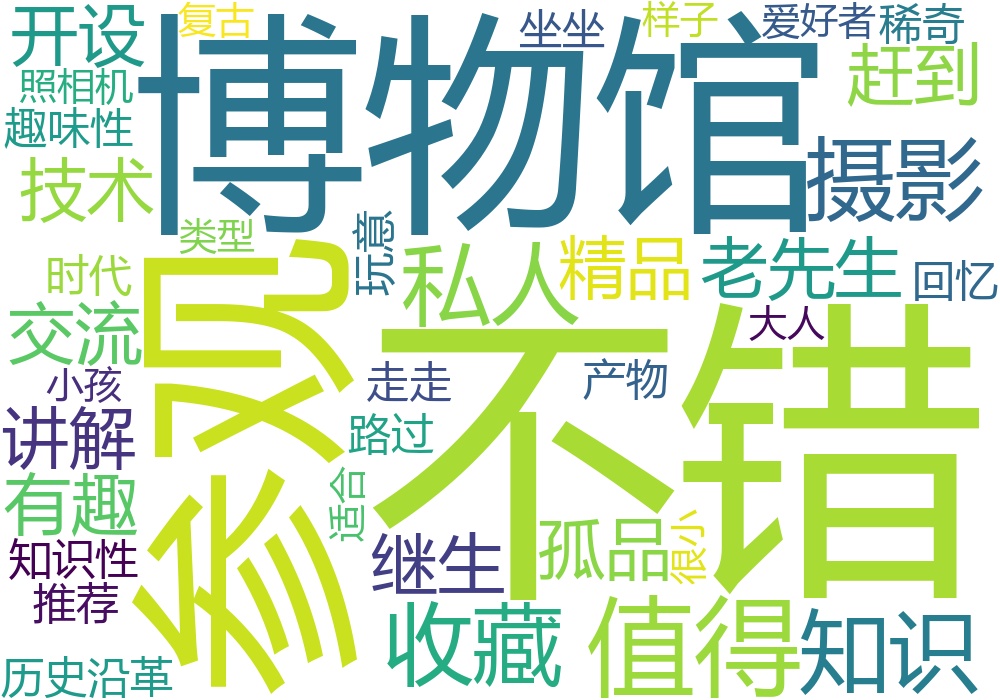 开设
复古
博物馆
坐坐
样子
爱好者
稀奇
照相机
赶到
趣味性
技术
摄影
类型
玩意
私人
精品
老先生
回忆
时代
参观
交流
不错
大人
小孩
走走
产物
讲解
路过
有趣
适合
孤品
很小
知识性
继生
推荐
收藏
值得
知识
历史沿革